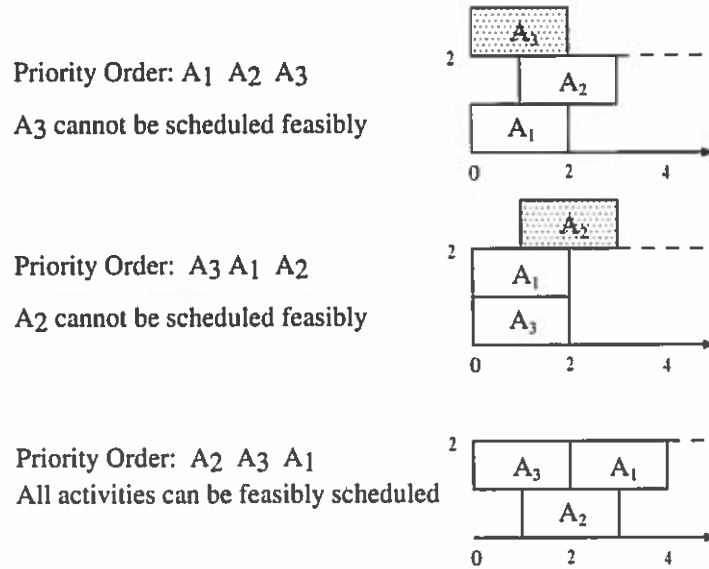 Priority Order: A1 A2 A3
A3 cannot be scheduled feasibly
A3
2
A2
A1
0 2 4
Priority Order: A3 A1 A2
A2 cannot be scheduled feasibly
A2
2
A1
A3
0 2 4
Priority Order: A2 A3 A1
All activities can be feasibly scheduled
2
A3 A1
A2
0 2 4